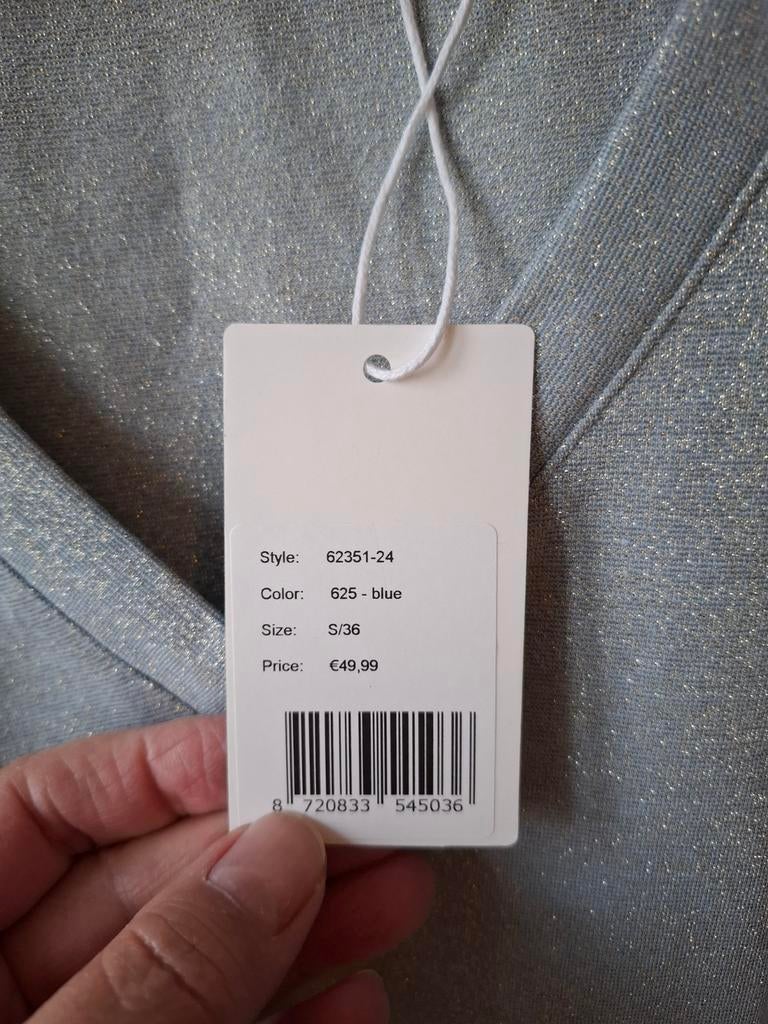 Style: 62351-24
Color: 625 - blue
Size: S/36
Price: €49,99
8 720833 545036